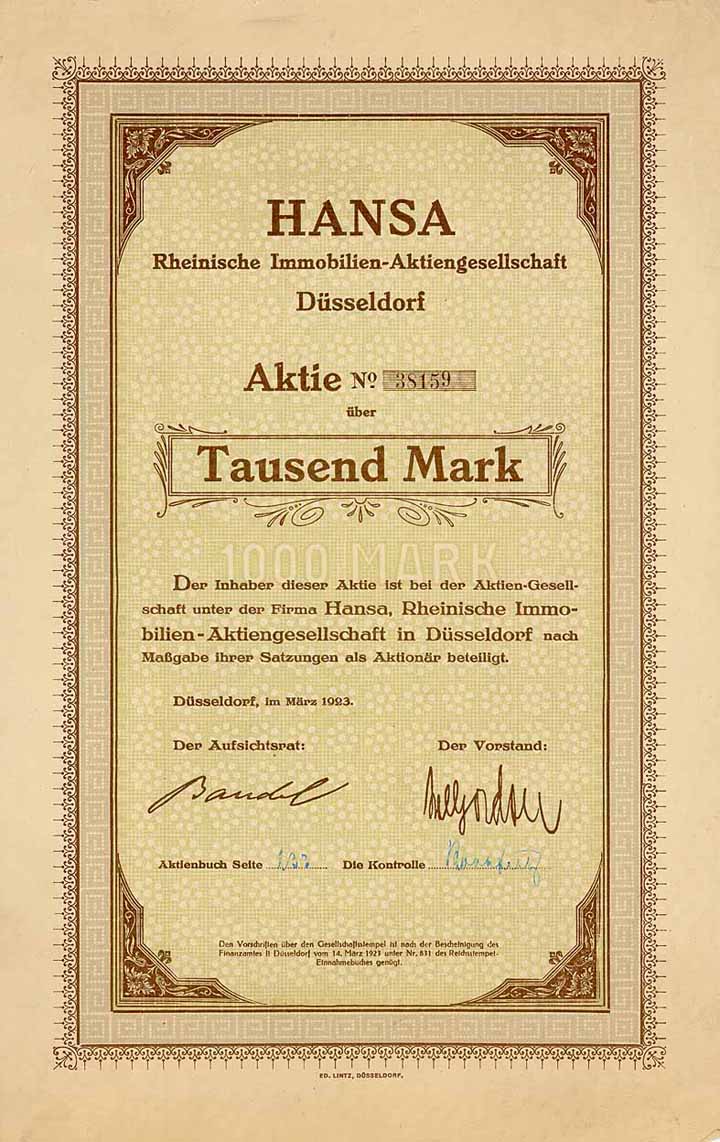 HANSA
Rheinische Immobilien-Aktiengesellschaft
Düsseldorf
Aktie No 38159
über
Tausend Mark
1000 MARK
Der Inhaber dieser Aktie ist bei der Aktien-Gesell-
schaft unter der Firma Hansa, Rheinische Immo-
bilien-Aktiengesellschaft in Düsseldorf nach
Maßgabe ihrer Satzungen als Aktionär beteiligt.
Düsseldorf, im März 1923.
Der Aufsichtsrat: Der Vorstand:
Bandel
Aktienbuch Seite Die Kontrolle
Den Vorschriften über den Gesellschaftstempel ist nach der Bescheinigung des
Finanzamtes II Düsseldorf vom 14. März 1923 unter Nr. 831 des Reichsstempel-
Einnahmebuches genügt.
ED. LINTZ, DÜSSELDORF.